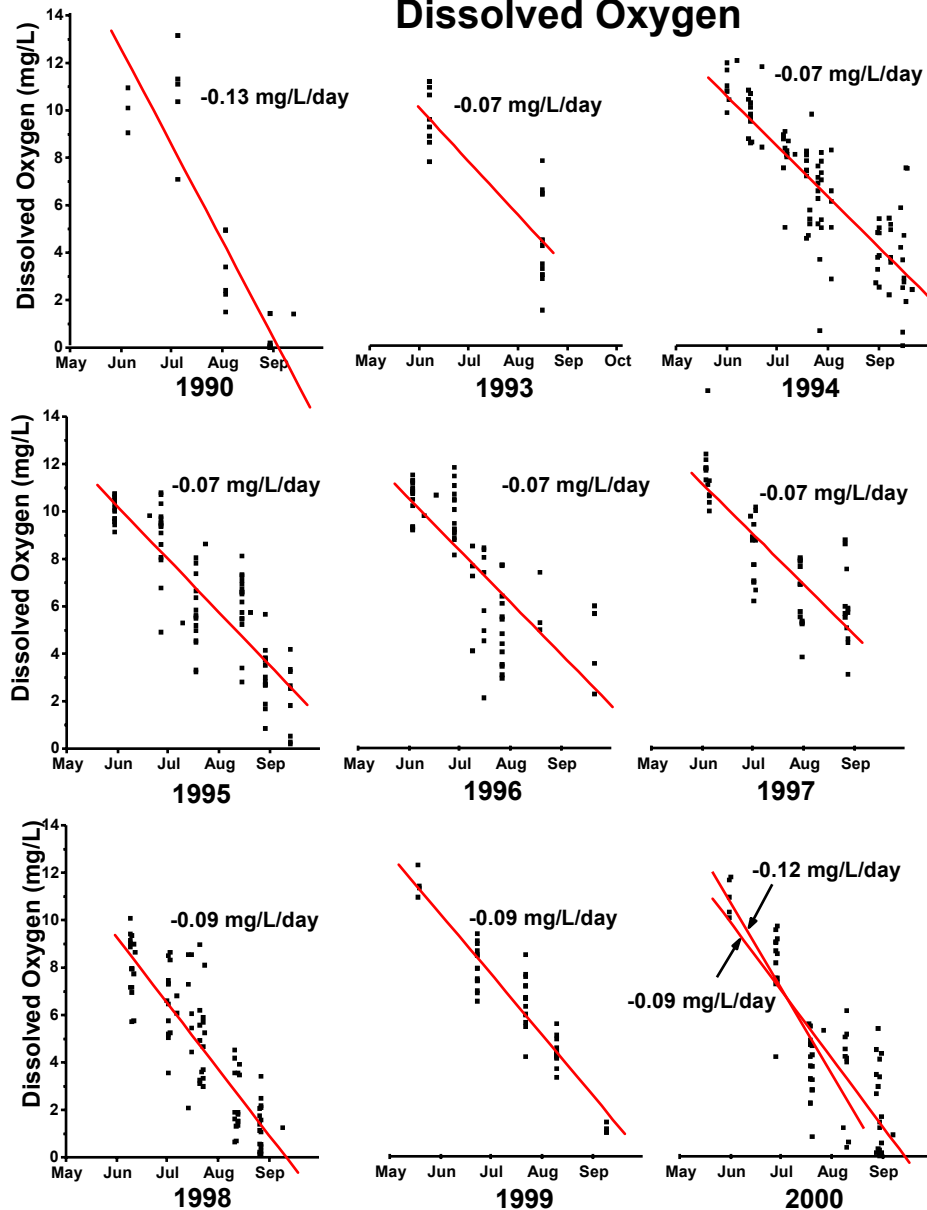 Dissolved Oxygen
Dissolved Oxygen (mg/L)
14
12
10
8
6
4
2
0
-0.13 mg/L/day
May Jun Jul Aug Sep
1990
-0.07 mg/L/day
May Jun Jul Aug Sep Oct
1993
-0.07 mg/L/day
May Jun Jul Aug Sep
1994
Dissolved Oxygen (mg/L)
14
12
10
8
6
4
2
0
-0.07 mg/L/day
May Jun Jul Aug Sep
1995
-0.07 mg/L/day
May Jun Jul Aug Sep
1996
-0.07 mg/L/day
May Jun Jul Aug Sep
1997
Dissolved Oxygen (mg/L)
14
12
10
8
6
4
2
0
-0.09 mg/L/day
May Jun Jul Aug Sep
1998
-0.09 mg/L/day
May Jun Jul Aug Sep
1999
-0.12 mg/L/day
-0.09 mg/L/day
May Jun Jul Aug Sep
2000